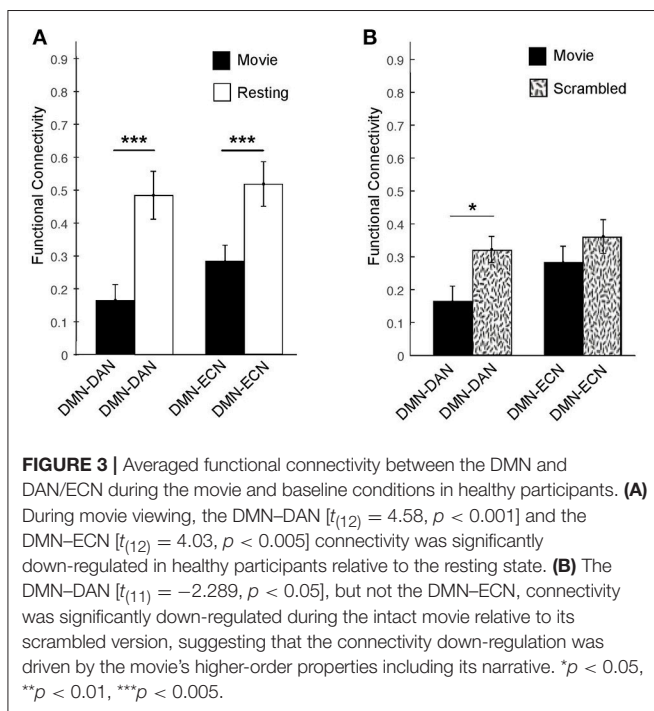 A
B
Movie
Resting
Movie
Scrambled
Functional Connectivity
0.9
0.8
0.7
0.6
0.5
0.4
0.3
0.2
0.1
0
***
***
DMN-DAN
DMN-DAN
DMN-ECN
DMN-ECN
Functional Connectivity
0.9
0.8
0.7
0.6
0.5
0.4
0.3
0.2
0.1
0
*
DMN-DAN
DMN-DAN
DMN-ECN
DMN-ECN
FIGURE 3 | Averaged functional connectivity between the DMN and
DAN/ECN during the movie and baseline conditions in healthy participants. (A)
During movie viewing, the DMN–DAN [t(12) = 4.58, p < 0.001] and the
DMN–ECN [t(12) = 4.03, p < 0.005] connectivity was significantly
down-regulated in healthy participants relative to the resting state. (B) The
DMN–DAN [t(11) = −2.289, p < 0.05], but not the DMN–ECN, connectivity
was significantly down-regulated during the intact movie relative to its
scrambled version, suggesting that the connectivity down-regulation was
driven by the movie's higher-order properties including its narrative. *p < 0.05,
**p < 0.01, ***p < 0.005.